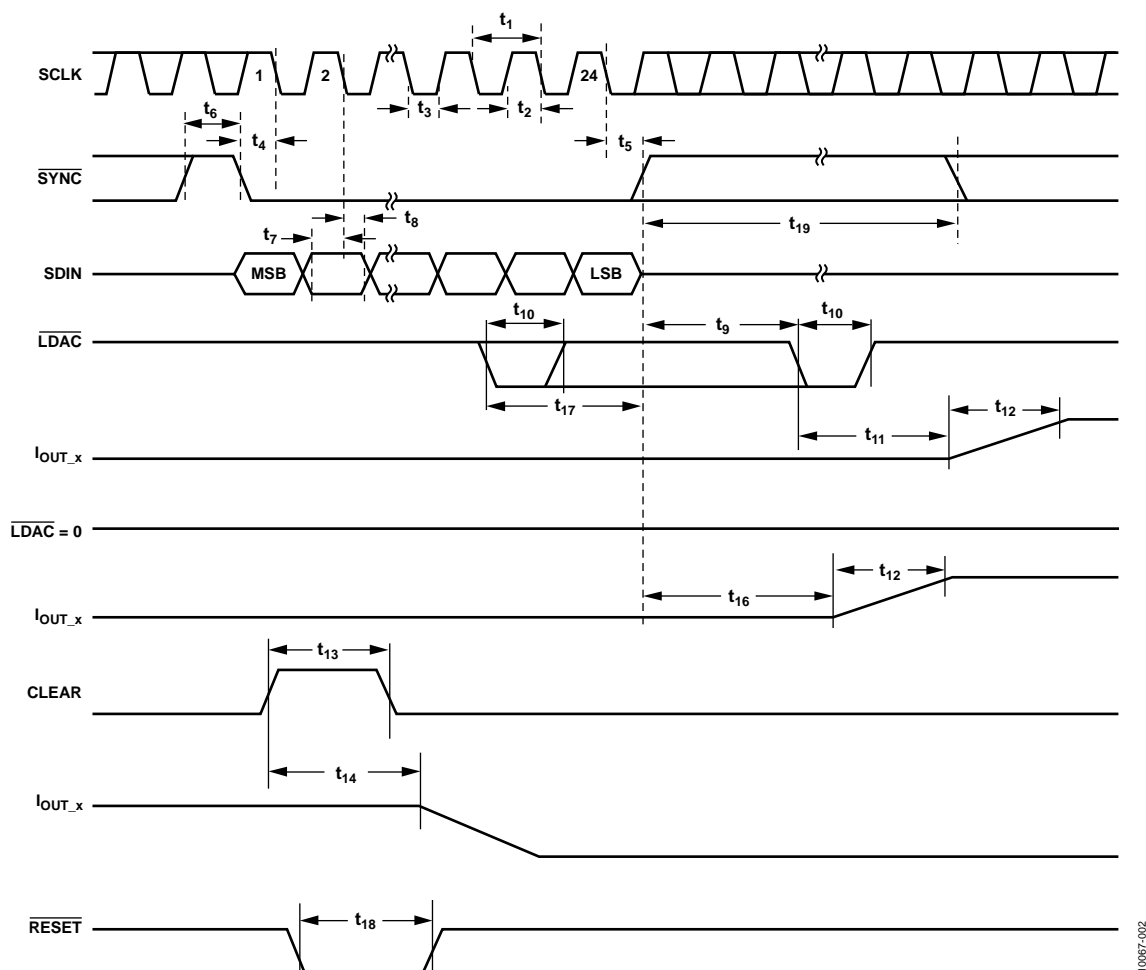 t1
SCLK
1
2
24
t6
t4
t3
t2
t5
SYNC
t7
t8
t19
SDIN
MSB
LSB
t10
t9
t10
LDAC
t17
t11
t12
IOUT_x
LDAC = 0
t16
t12
IOUT_x
t13
CLEAR
t14
IOUT_x
t18
RESET
10067-002